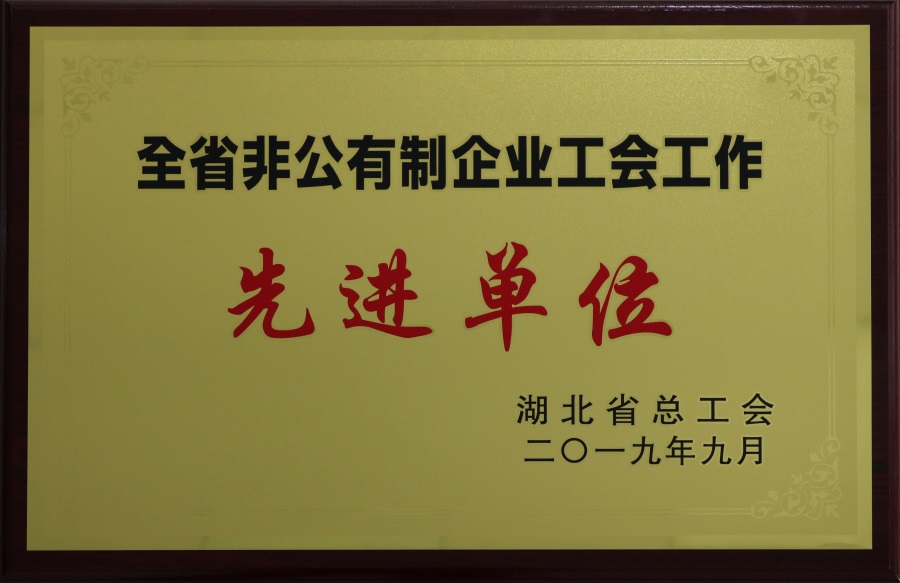 全省非公有制企业工会工作
先进单位
湖北省总工会
二〇一九年九月